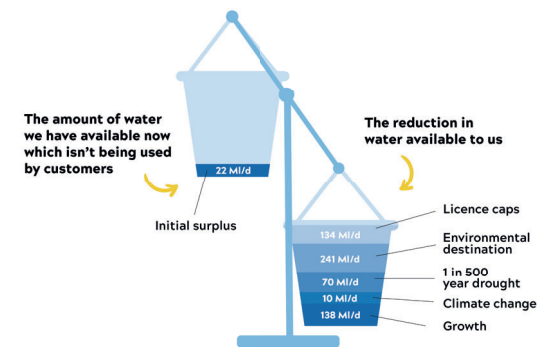 The amount of water
we have available now
which isn't being used
by customers
22 Ml/d
Initial surplus
The reduction in
water available to us
134 Ml/d
Licence caps
241 Ml/d
Environmental
destination
70 Ml/d
1 in 500
year drought
10 Ml/d
Climate change
138 Ml/d
Growth